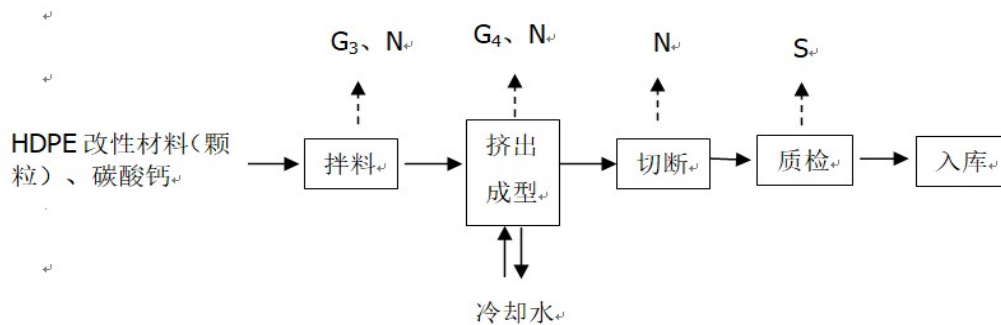 G₃、N
G₄、N
N
S
HDPE 改性材料（颗
粒）、碳酸钙
拌料
挤出
成型
切断
质检
入库
冷却水